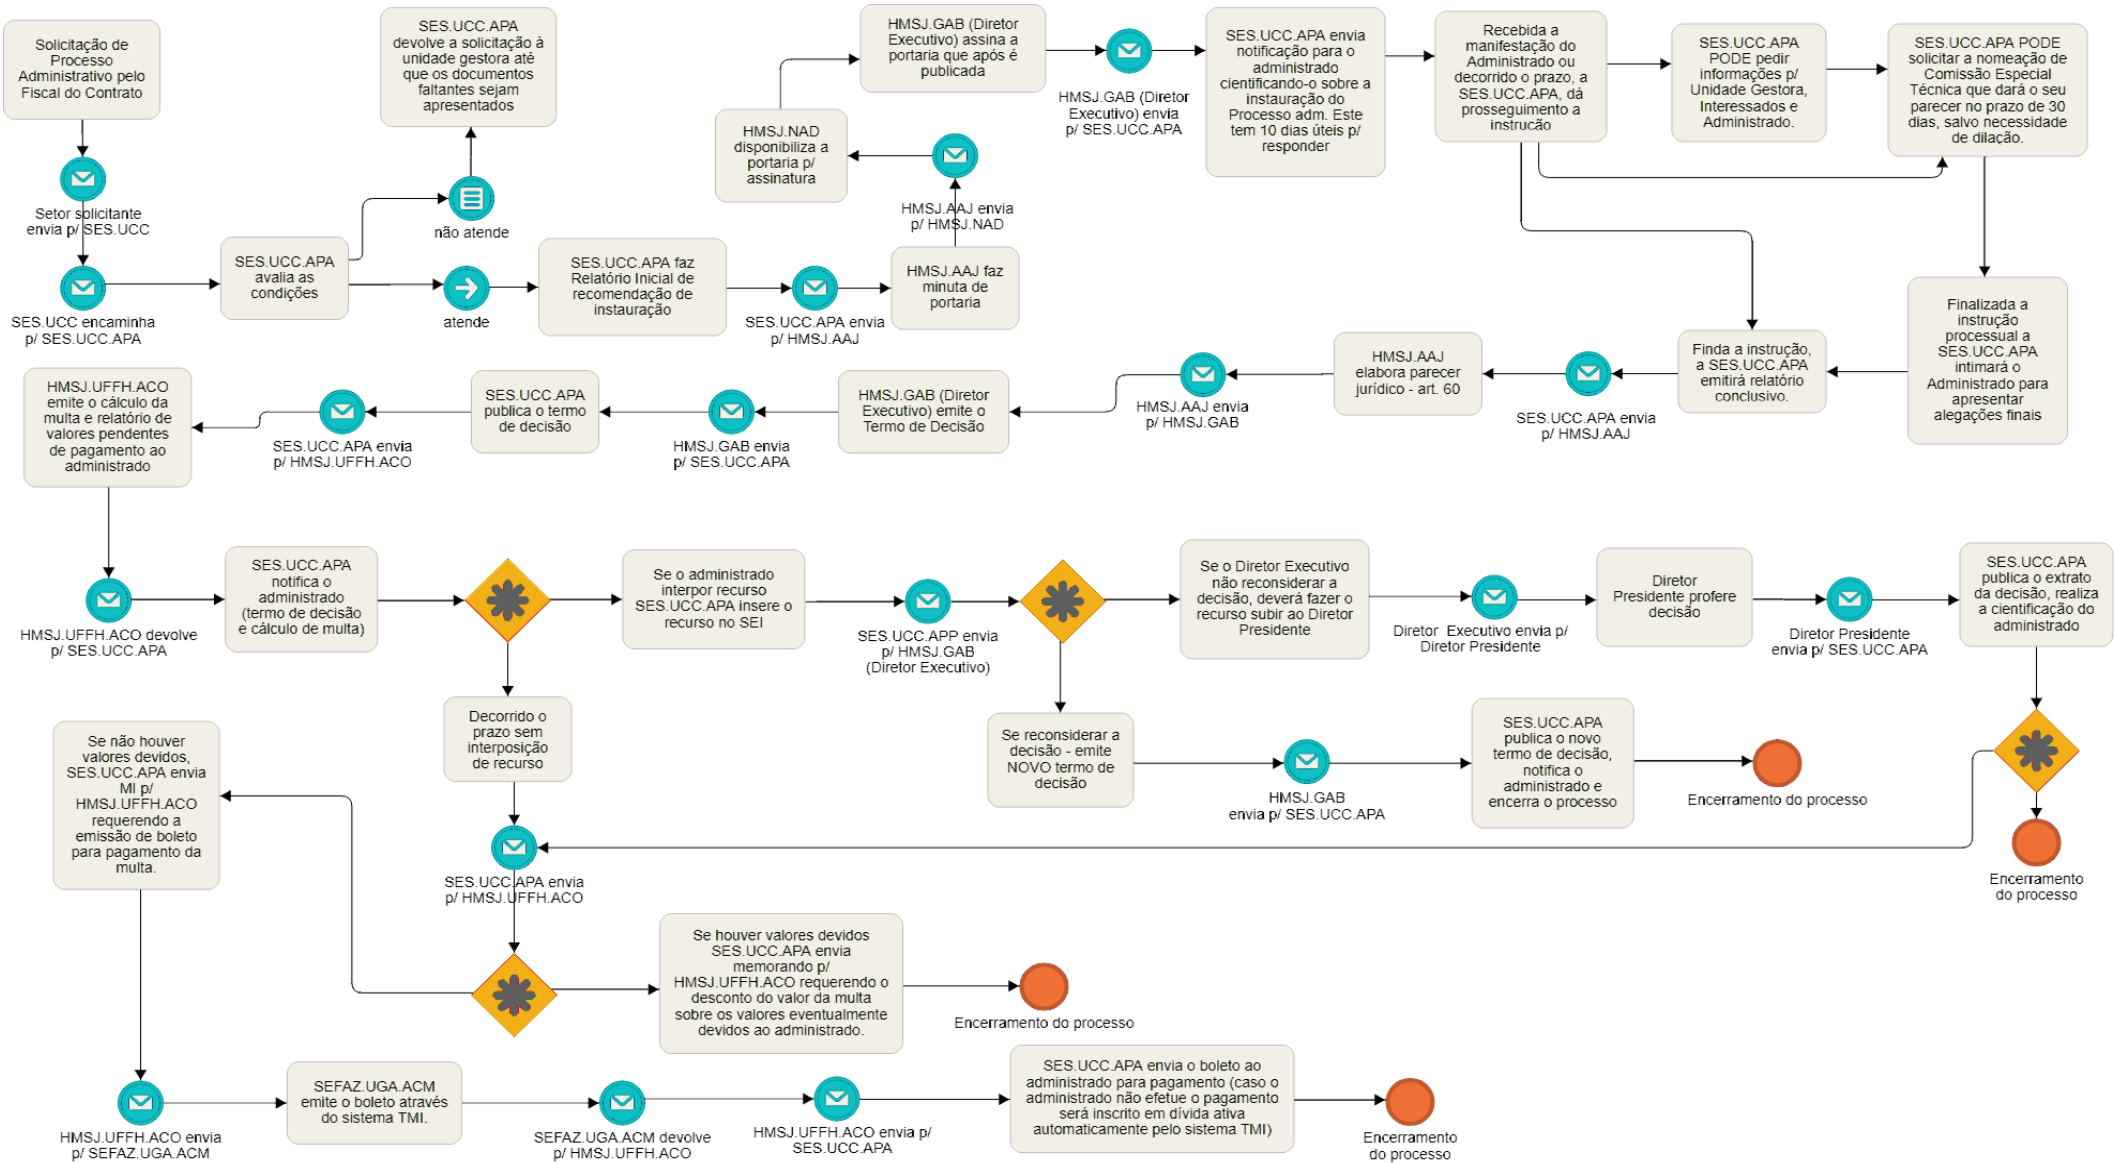 Solicitação de
Processo
Administrativo pelo
Fiscal do Contrato
Setor solicitante
envia p/ SES.UCC
SES.UCC encaminha
p/ SES.UCC.APA
SES.UCC.APA
avalia as
condições
SES.UCC.APA
devolve a solicitação à
unidade gestora até
que os documentos
faltantes sejam
apresentados
não atende
atende
SES.UCC.APA faz
Relatório Inicial de
recomendação de
instauração
SES.UCC.APA envia
p/ HMSJ.AAJ
HMSJ.AAJ faz
minuta de
portaria
HMSJ.AAJ envia
p/ HMSJ.NAD
HMSJ.NAD
disponibiliza a
portaria p/
assinatura
HMSJ.GAB (Diretor
Executivo) assina a
portaria que após é
publicada
HMSJ.GAB (Diretor
Executivo) envia
p/ SES.UCC.APA
SES.UCC.APA envia
notificação para o
administrado
cientificando-o sobre a
instauração do
Processo adm. Este
tem 10 dias úteis p/
responder
Recebida a
manifestação do
Administrado ou
decorrido o prazo, a
SES.UCC.APA, dá
prosseguimento a
instrução
SES.UCC.APA
PODE pedir
informações p/
Unidade Gestora,
Interessados e
Administrado.
SES.UCC.APA PODE
solicitar a nomeação de
Comissão Especial
Técnica que dará o seu
parecer no prazo de 30
dias, salvo necessidade
de dilação.
Finalizada a
instrução
processual a
SES.UCC.APA
intimará o
Administrado para
apresentar
alegações finais
Finda a instrução,
a SES.UCC.APA
emitirá relatório
conclusivo.
SES.UCC.APA envia
p/ HMSJ.AAJ
HMSJ.AAJ
elabora parecer
jurídico - art. 60
HMSJ.AAJ envia
p/ HMSJ.GAB
HMSJ.GAB (Diretor
Executivo) emite o
Termo de Decisão
HMSJ.GAB envia
p/ SES.UCC.APA
SES.UCC.APA
publica o termo
de decisão
SES.UCC.APA envia
p/ HMSJ.UFFH.ACO
HMSJ.UFFH.ACO
emite o cálculo da
multa e relatório de
valores pendentes
de pagamento ao
administrado
HMSJ.UFFH.ACO devolve
p/ SES.UCC.APA
SES.UCC.APA
notifica o
administrado
(termo de decisão
e cálculo de multa)
Se o administrado
interpor recurso
SES.UCC.APA insere o
recurso no SEI
SES.UCC.APP envia
p/ HMSJ.GAB
(Diretor Executivo)
Se o Diretor Executivo
não reconsiderar a
decisão, deverá fazer o
recurso subir ao Diretor
Presidente
Diretor Executivo envia p/
Diretor Presidente
Diretor
Presidente profere
decisão
Diretor Presidente
envia p/ SES.UCC.APA
SES.UCC.APA
publica o extrato
da decisão, realiza
a cientificação do
administrado
Encerramento
do processo
Se reconsiderar a
decisão - emite
NOVO termo de
decisão
HMSJ.GAB
envia p/ SES.UCC.APA
SES.UCC.APA
publica o novo
termo de decisão,
notifica o
administrado e
encerra o processo
Encerramento do processo
Decorrido o
prazo sem
interposição
de recurso
SES.UCC.APA envia
p/ HMSJ.UFFH.ACO
Se houver valores devidos
SES.UCC.APA envia
memorando p/
HMSJ.UFFH.ACO requerendo o
desconto do valor da multa
sobre os valores eventualmente
devidos ao administrado.
Encerramento do processo
Se não houver
valores devidos,
SES.UCC.APA envia
MI p/
HMSJ.UFFH.ACO
requerendo a
emissão de boleto
para pagamento da
multa.
HMSJ.UFFH.ACO envia
p/ SEFAZ.UGA.ACM
SEFAZ.UGA.ACM
emite o boleto através
do sistema TMI.
SEFAZ.UGA.ACM devolve
p/ HMSJ.UFFH.ACO
HMSJ.UFFH.ACO envia p/
SES.UCC.APA
SES.UCC.APA envia o boleto ao
administrado para pagamento (caso o
administrado não efetue o pagamento
será inscrito em dívida ativa
automaticamente pelo sistema TMI)
Encerramento
do processo